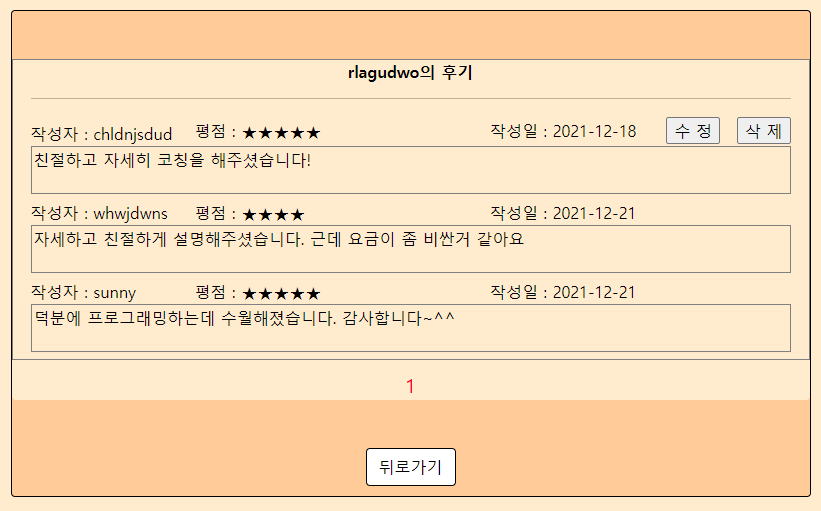 rlagudwo의 후기
작성자 : chldnjsdud 평점 : ★★★★★ 작성일 : 2021-12-18 수 정 삭 제
친절하고 자세히 코칭을 해주셨습니다!
작성자 : whwjdwns 평점 : ★★★★ 작성일 : 2021-12-21
자세하고 친절하게 설명해주셨습니다. 근데 요금이 좀 비싼거 같아요
작성자 : sunny 평점 : ★★★★★ 작성일 : 2021-12-21
덕분에 프로그래밍하는데 수월해졌습니다. 감사합니다~^^
1
뒤로가기